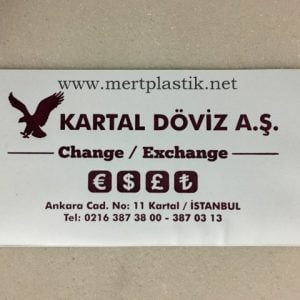 www.mertplastik.net
KARTAL DÖVİZ A.Ş.
Change / Exchange
€ $ £ ₺
Ankara Cad. No: 11 Kartal / İSTANBUL
Tel: 0216 387 38 00 - 387 03 13